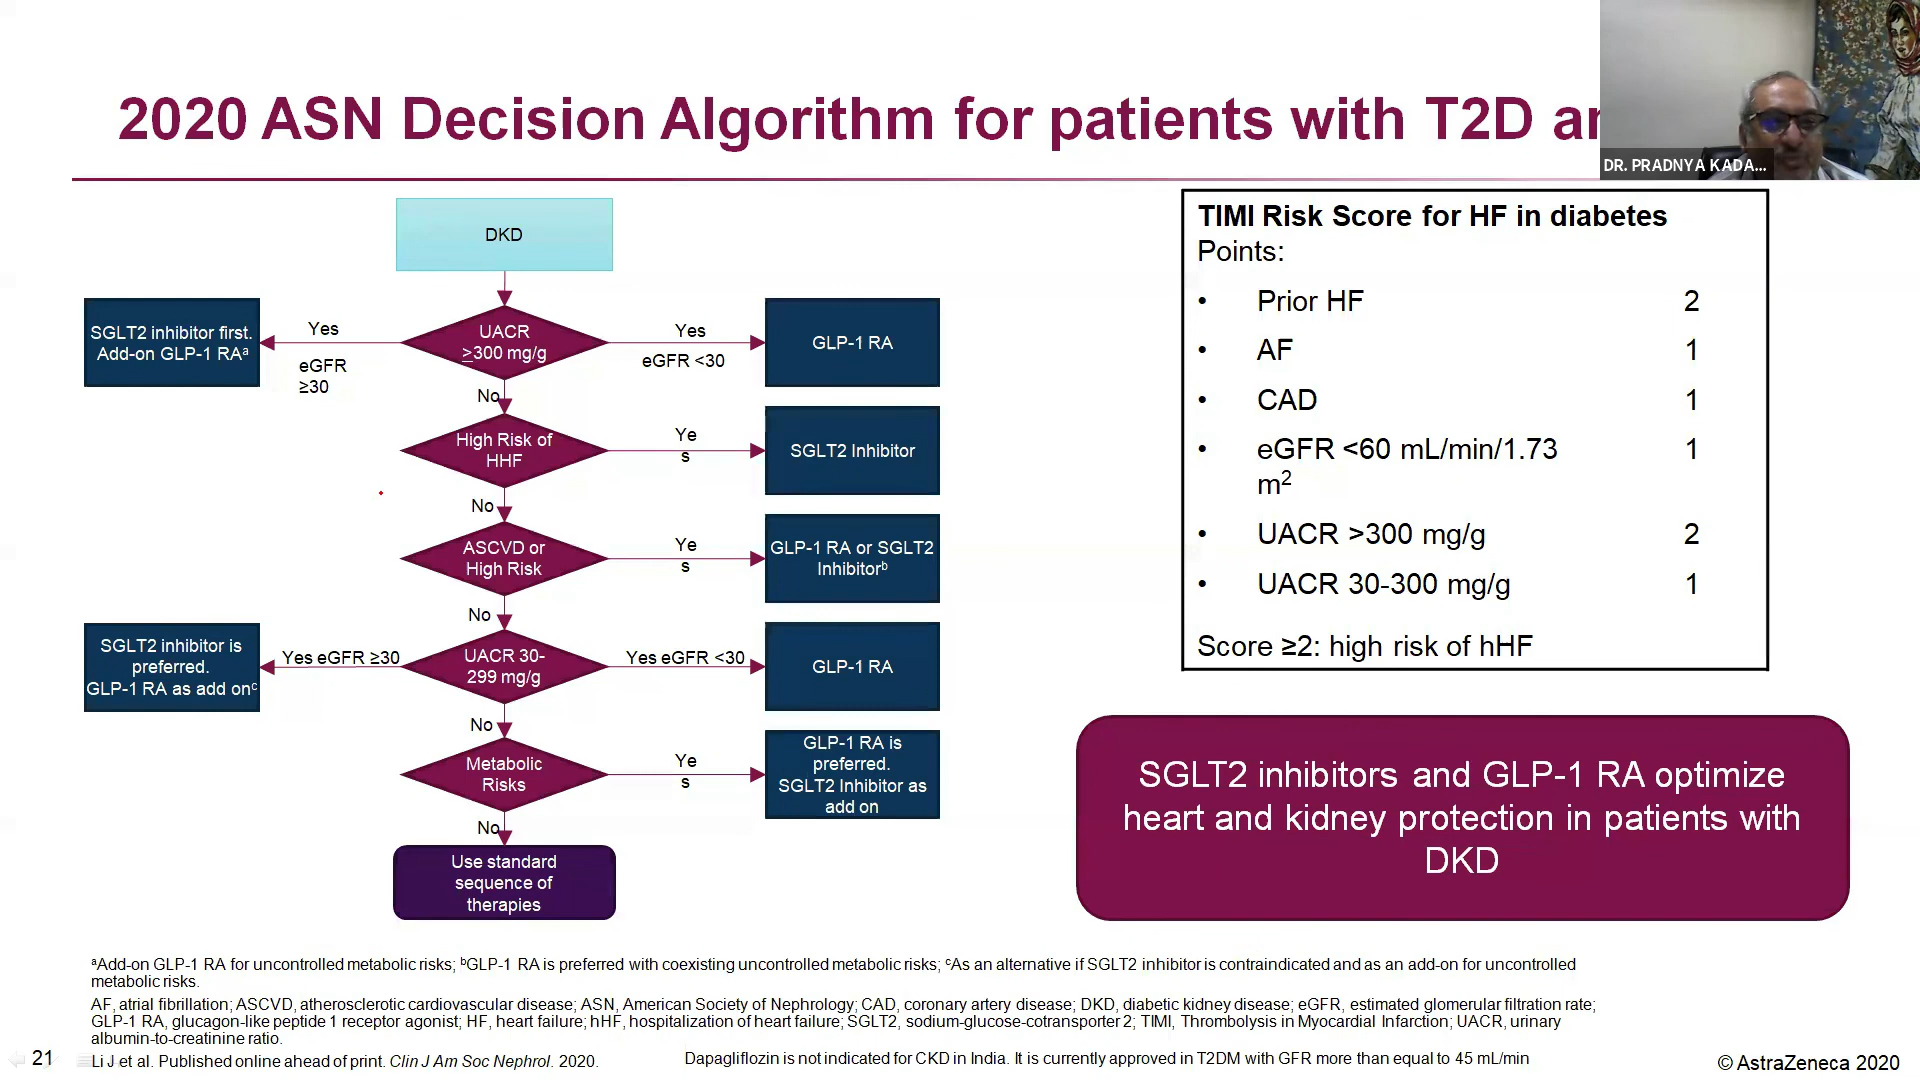 2020 ASN Decision Algorithm for patients with T2D an
DR. PRADNYA KADA...
DKD
SGLT2 inhibitor first.
Add-on GLP-1 RAᵃ
Yes
eGFR
≥30
UACR
≥300 mg/g
Yes
eGFR <30
GLP-1 RA
No
High Risk of
HHF
Ye
s
SGLT2 Inhibitor
No
ASCVD or
High Risk
Ye
s
GLP-1 RA or SGLT2
Inhibitorᵇ
No
SGLT2 inhibitor is
preferred.
GLP-1 RA as add onᶜ
Yes eGFR ≥30
UACR 30-
299 mg/g
Yes eGFR <30
GLP-1 RA
No
Metabolic
Risks
Ye
s
GLP-1 RA is
preferred.
SGLT2 Inhibitor as
add on
No
Use standard
sequence of
therapies
TIMI Risk Score for HF in diabetes
Points:
• Prior HF 2
• AF 1
• CAD 1
• eGFR <60 mL/min/1.73 1
m²
• UACR >300 mg/g 2
• UACR 30-300 mg/g 1
Score ≥2: high risk of hHF
SGLT2 inhibitors and GLP-1 RA optimize
heart and kidney protection in patients with
DKD
ᵃAdd-on GLP-1 RA for uncontrolled metabolic risks; ᵇGLP-1 RA is preferred with coexisting uncontrolled metabolic risks; ᶜAs an alternative if SGLT2 inhibitor is contraindicated and as an add-on for uncontrolled
metabolic risks.
AF, atrial fibrillation; ASCVD, atherosclerotic cardiovascular disease; ASN, American Society of Nephrology; CAD, coronary artery disease; DKD, diabetic kidney disease; eGFR, estimated glomerular filtration rate;
GLP-1 RA, glucagon-like peptide 1 receptor agonist; HF, heart failure; hHF, hospitalization of heart failure; SGLT2, sodium-glucose-cotransporter 2; TIMI, Thrombolysis in Myocardial Infarction; UACR, urinary
albumin-to-creatinine ratio.
21
Li J et al. Published online ahead of print. Clin J Am Soc Nephrol. 2020.
Dapagliflozin is not indicated for CKD in India. It is currently approved in T2DM with GFR more than equal to 45 mL/min
© AstraZeneca 2020